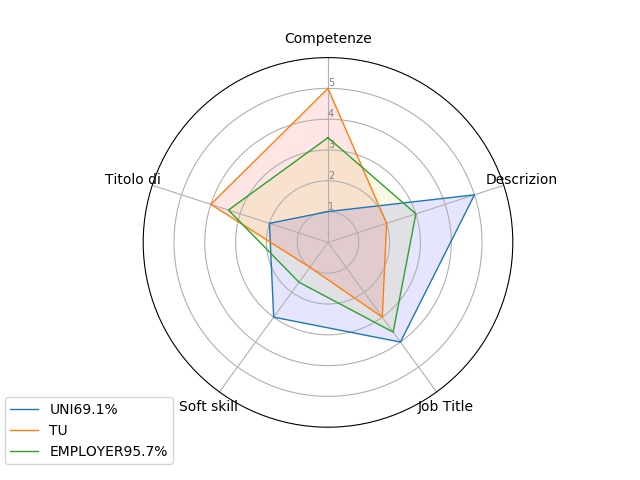 Competenze
5
4
3
2
1
Titolo di
Descrizion
Soft skill
Job Title
UNI69.1%
TU
EMPLOYER95.7%